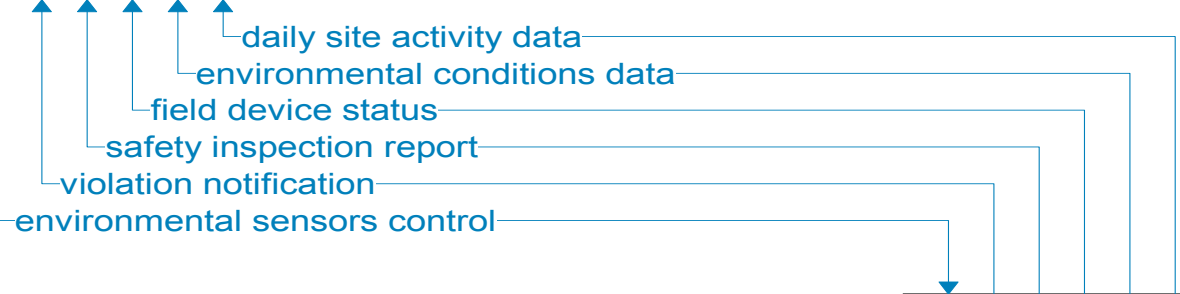 daily site activity data
environmental conditions data
field device status
safety inspection report
violation notification
environmental sensors control